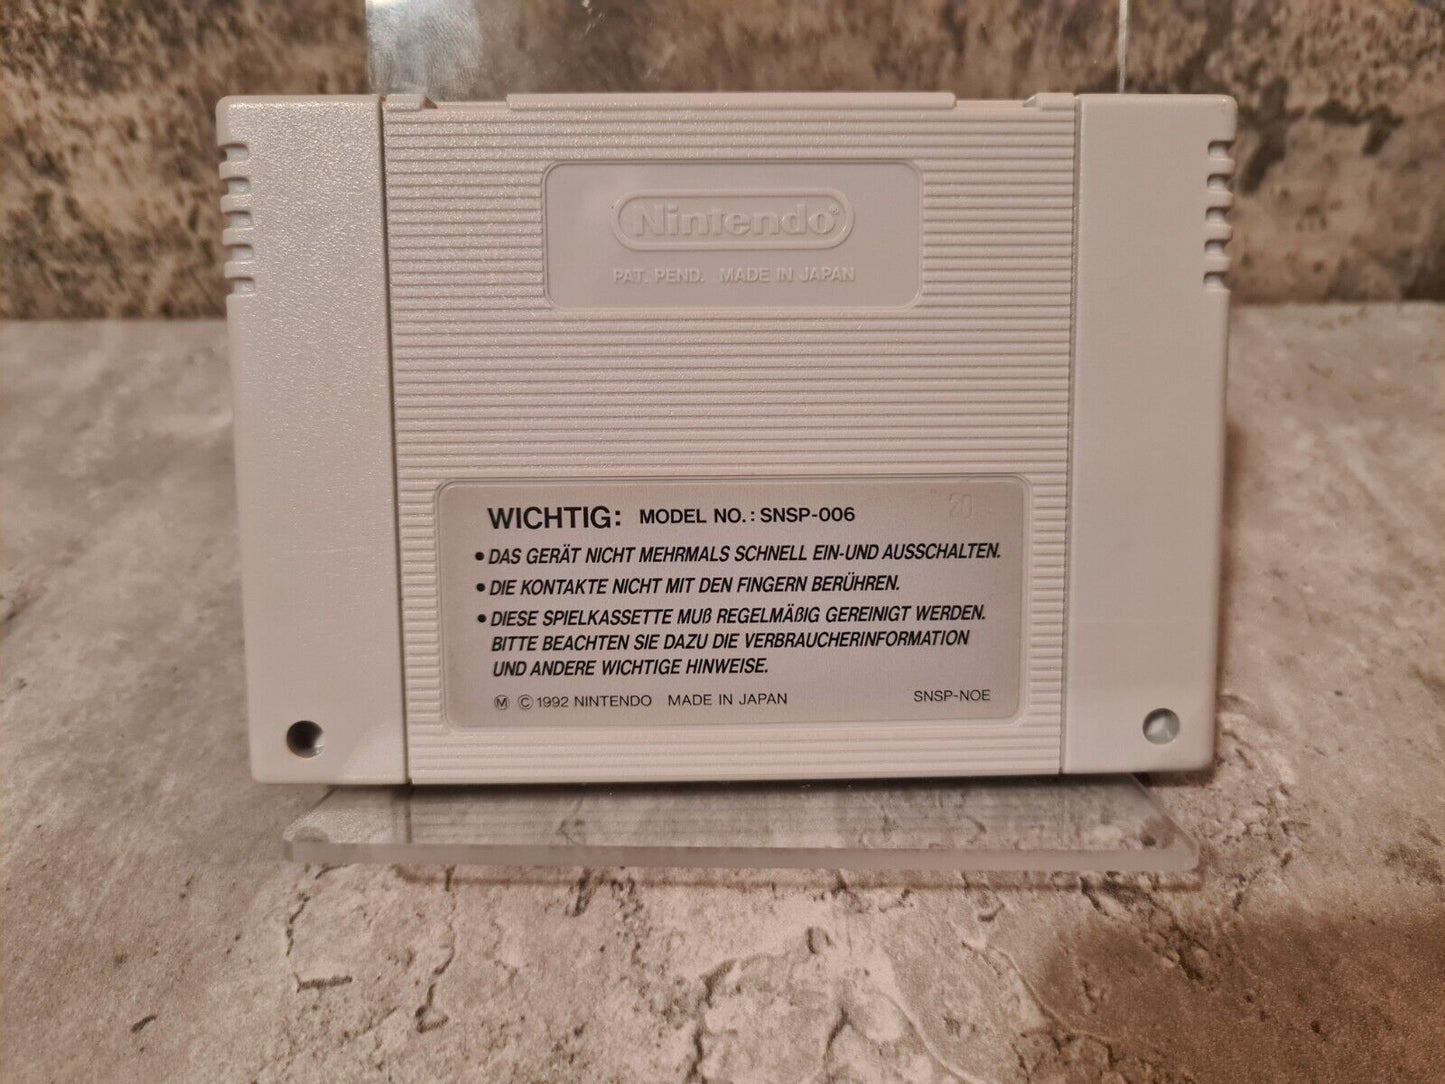 Nintendo®
PAT. PEND. MADE IN JAPAN
20
WICHTIG: MODEL NO.: SNSP-006
• DAS GERÄT NICHT MEHRMALS SCHNELL EIN-UND AUSSCHALTEN.
• DIE KONTAKTE NICHT MIT DEN FINGERN BERÜHREN.
• DIESE SPIELKASSETTE MUß REGELMÄßIG GEREINIGT WERDEN.
BITTE BEACHTEN SIE DAZU DIE VERBRAUCHERINFORMATION
UND ANDERE WICHTIGE HINWEISE.
Ⓜ © 1992 NINTENDO MADE IN JAPAN SNSP-NOE